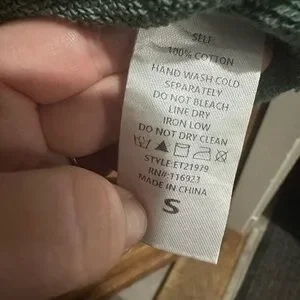 SELF
100% COTTON
HAND WASH COLD
SEPARATELY
DO NOT BLEACH
LINE DRY
IRON LOW
DO NOT DRY CLEAN
STYLE:ET21979
RN#:116923
MADE IN CHINA
S